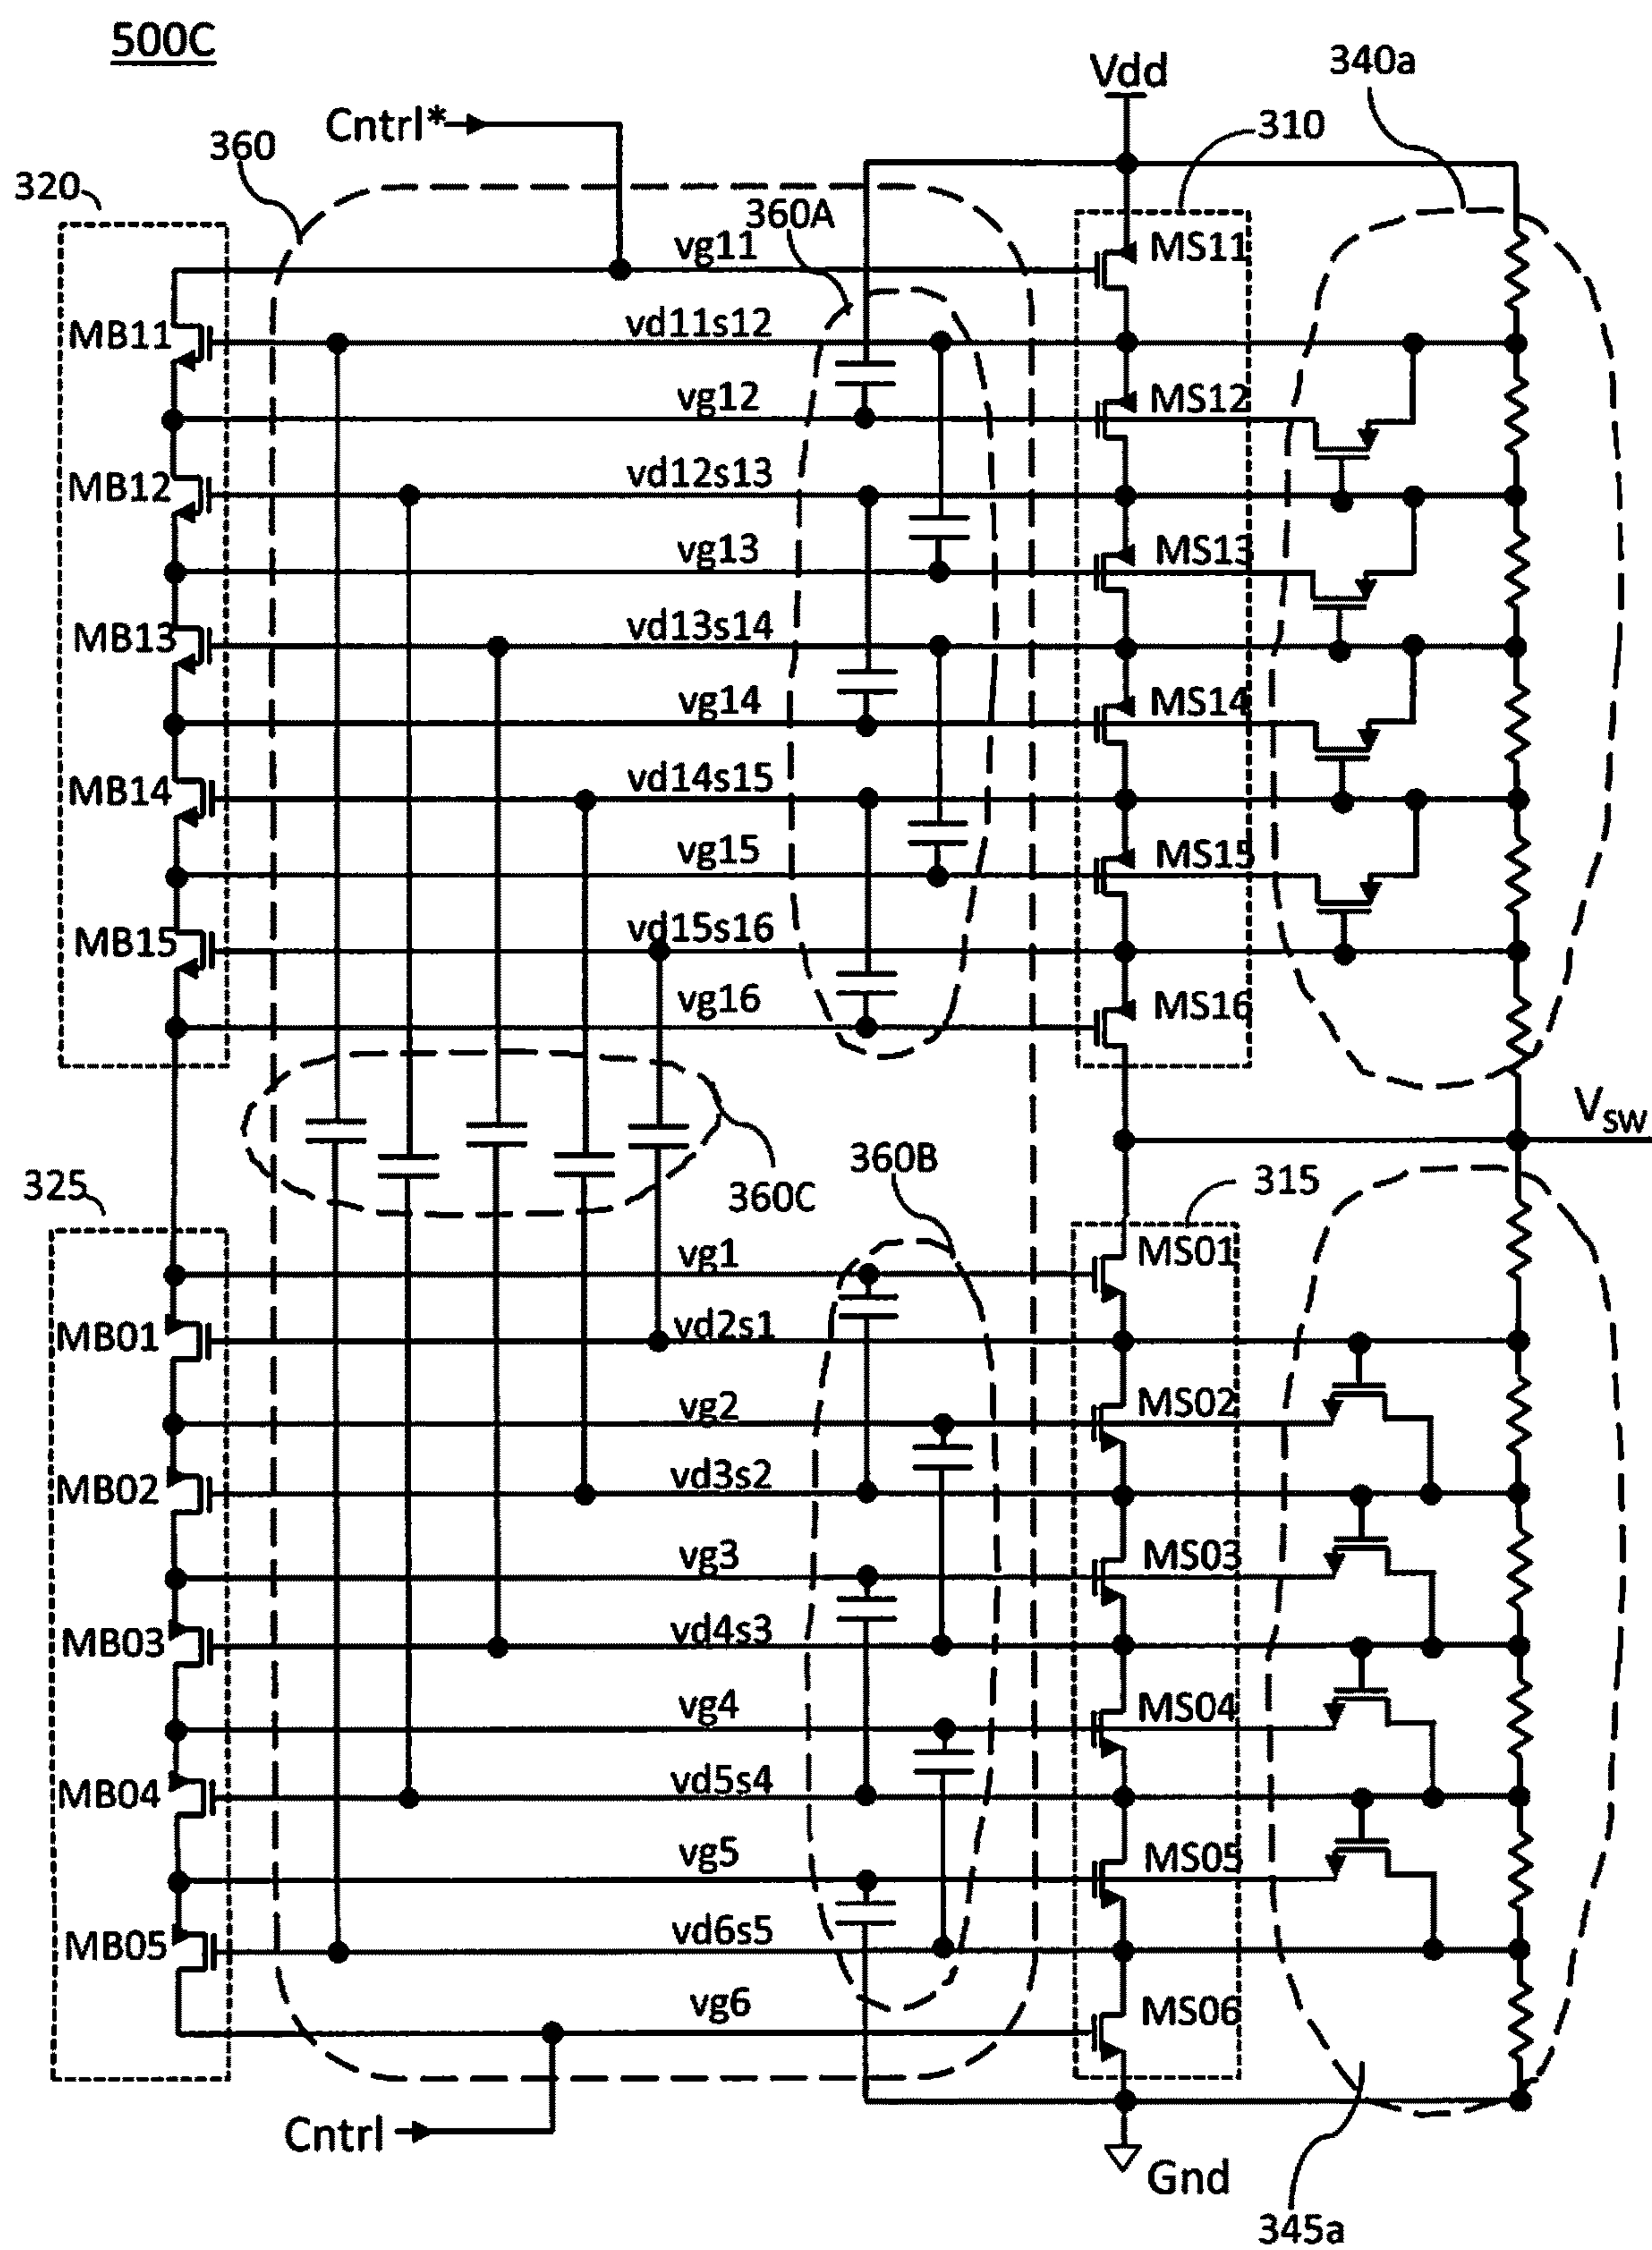 500C
Vdd
340a
Cntrl*
310
360
320
360A
vg11
MS11
MB11
vd11s12
vg12
MS12
MB12
vd12s13
vg13
MS13
MB13
vd13s14
vg14
MS14
MB14
vd14s15
vg15
MS15
MB15
vd15s16
vg16
MS16
VSW
360C
360B
325
315
vg1
MS01
MB01
vd2s1
vg2
MS02
MB02
vd3s2
vg3
MS03
MB03
vd4s3
vg4
MS04
MB04
vd5s4
vg5
MS05
MB05
vd6s5
vg6
MS06
Cntrl
Gnd
345a